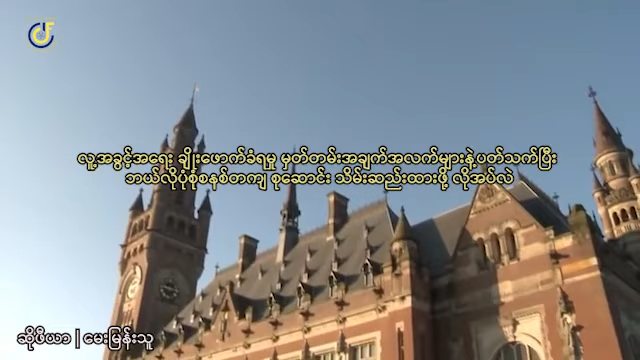 လူ့အခွင့်အရေး ချိုးဖောက်ခံရမှု မှတ်တမ်းအချက်အလက်များနဲ့ပတ်သက်ပြီး
ဘယ်လိုပုံစံစနစ်တကျ စုဆောင်း သိမ်းဆည်းထားဖို့ လိုအပ်လဲ
ဆိုဖီယာ | မေးမြန်းသူ